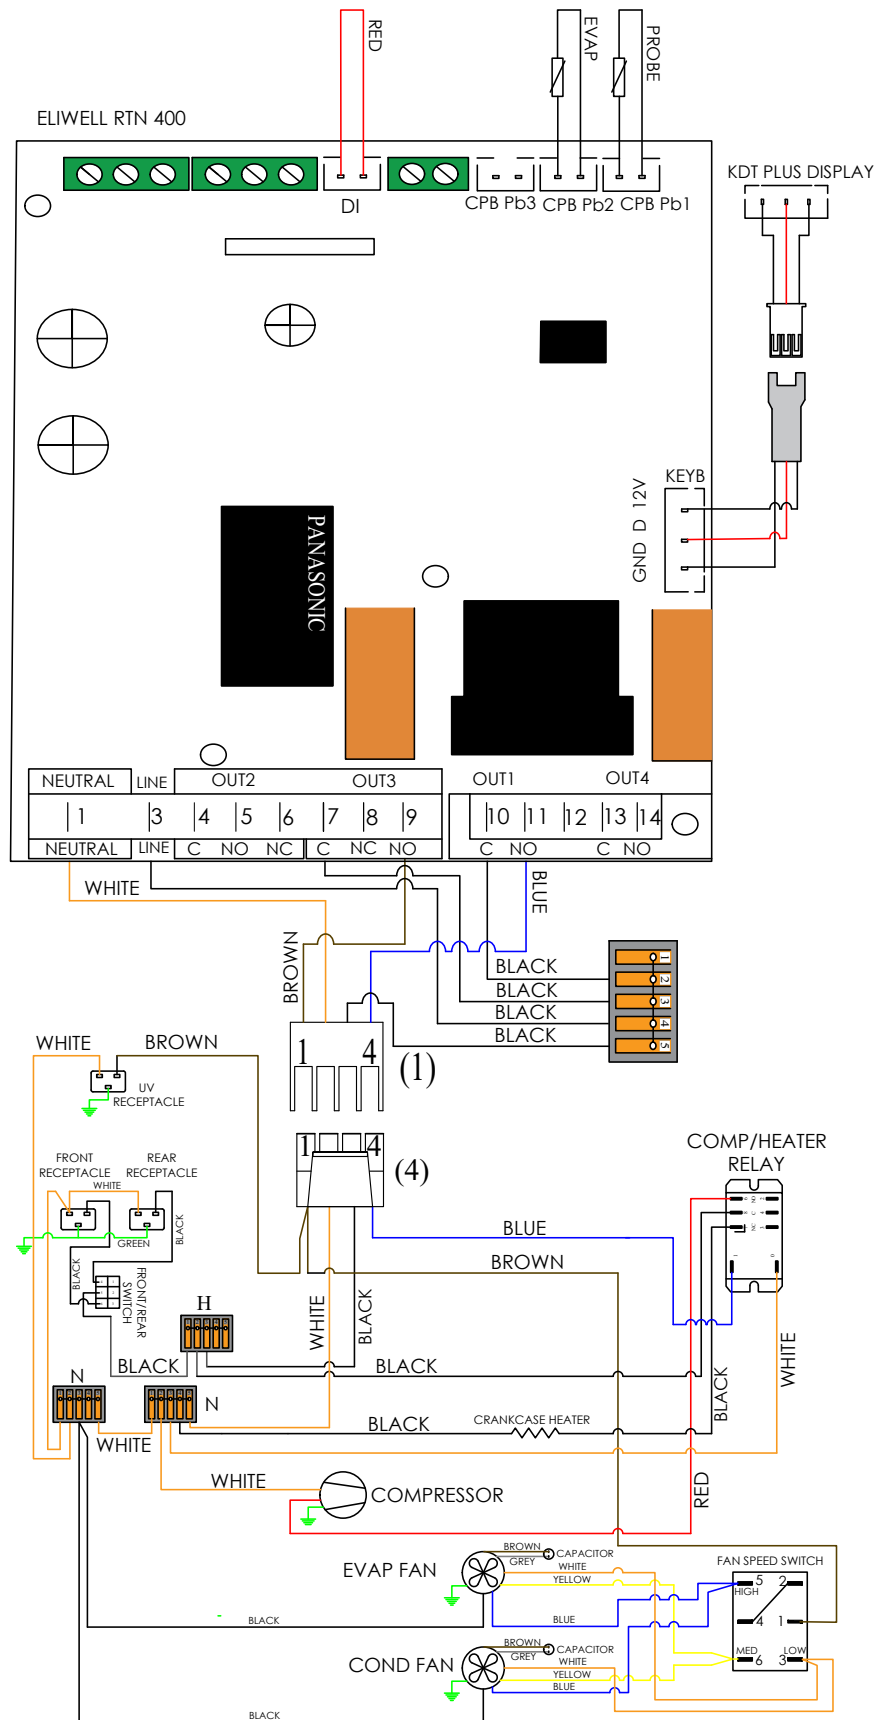 RED
EVAP
PROBE
ELIWELL RTN 400
KDT PLUS DISPLAY
DI
CPB Pb3
CPB Pb2
CPB Pb1
KEYB
GND D 12V
PANASONIC
NEUTRAL
LINE
OUT2
OUT3
OUT1
OUT4
1
3
4
5
6
7
8
9
10
11
12
13
14
NEUTRAL
LINE
C
NO
NC
C
NC
NO
C
NO
C
NO
WHITE
BLUE
BROWN
BLACK
BLACK
BLACK
BLACK
1
2
3
4
5
1
4
(1)
WHITE
BROWN
UV
RECEPTACLE
1
4
(4)
COMP/HEATER
RELAY
FRONT
RECEPTACLE
REAR
RECEPTACLE
WHITE
BLACK
GREEN
BLACK
FRONT/REAR
SWITCH
BLUE
BROWN
WHITE
BLACK
H
BLACK
BLACK
BLACK
WHITE
N
N
WHITE
BLACK
CRANKCASE HEATER
WHITE
COMPRESSOR
RED
EVAP FAN
BROWN
GREY
CAPACITOR
WHITE
YELLOW
BLUE
BLACK
FAN SPEED SWITCH
5
2
HIGH
4
1
MED
LOW
6
3
COND FAN
BROWN
GREY
CAPACITOR
WHITE
YELLOW
BLUE
BLACK